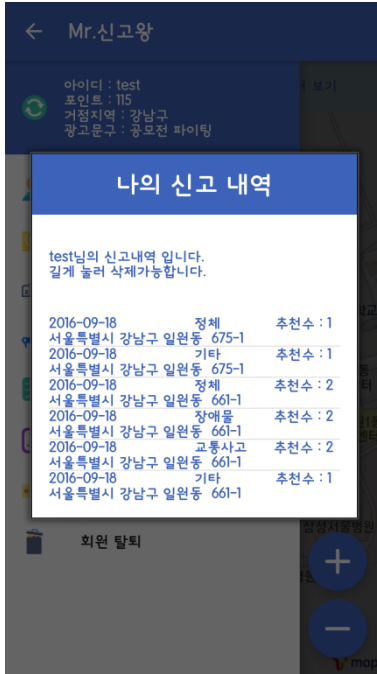 Mr.신고왕
아이디 : test
포인트 : 115
거점지역 : 강남구
광고문구 : 공모전 파이팅
보기
나의 신고 내역
test님의 신고내역 입니다.
길게 눌러 삭제가능합니다.
2016-09-18 정체 추천수 : 1
서울특별시 강남구 일원동 675-1
2016-09-18 기타 추천수 : 1
서울특별시 강남구 일원동 675-1
2016-09-18 정체 추천수 : 2
서울특별시 강남구 일원동 661-1
2016-09-18 장애물 추천수 : 2
서울특별시 강남구 일원동 661-1
2016-09-18 교통사고 추천수 : 2
서울특별시 강남구 일원동 661-1
2016-09-18 기타 추천수 : 1
서울특별시 강남구 일원동 661-1
삼성서울병원
회원 탈퇴
+
−
map